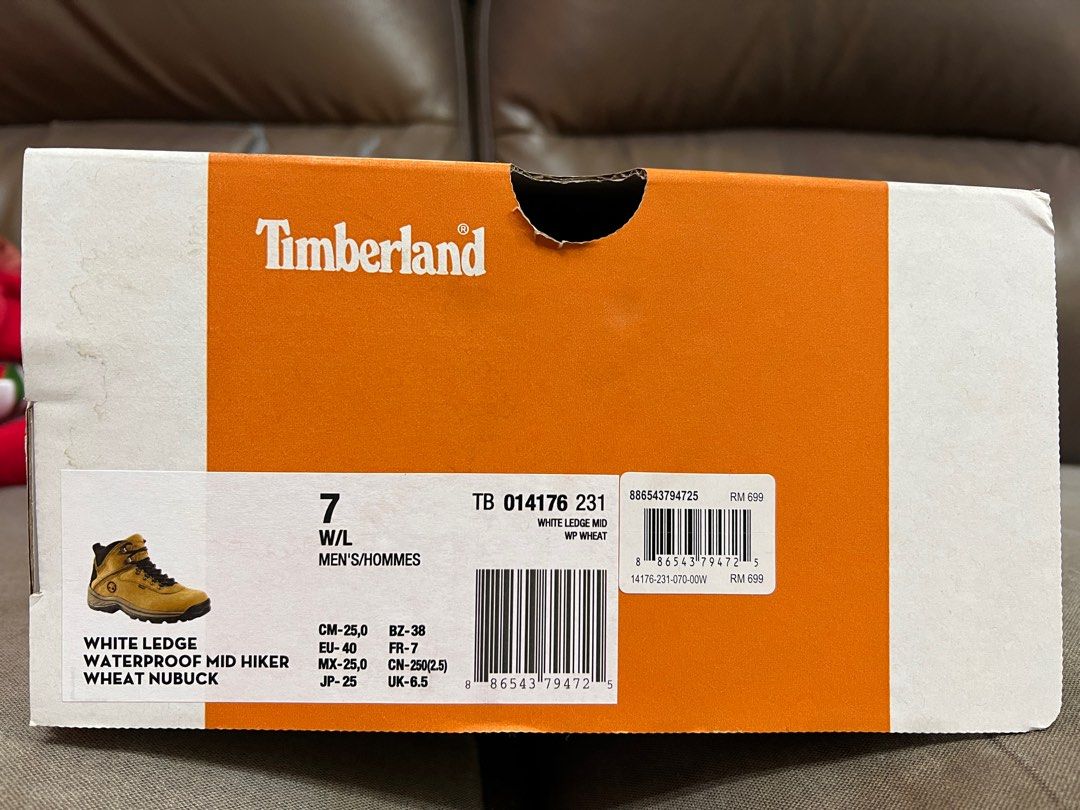 Timberland®
7
W/L
MEN'S/HOMMES
TB 014176 231
WHITE LEDGE MID
WP WHEAT
WHITE LEDGE
WATERPROOF MID HIKER
WHEAT NUBUCK
CM-25,0 BZ-38
EU- 40 FR-7
MX-25,0 CN-250(2.5)
JP- 25 UK-6.5
8 86543 79472 5
886543794725 RM 699
8 86543 79472 5
14176-231-070-00W RM 699